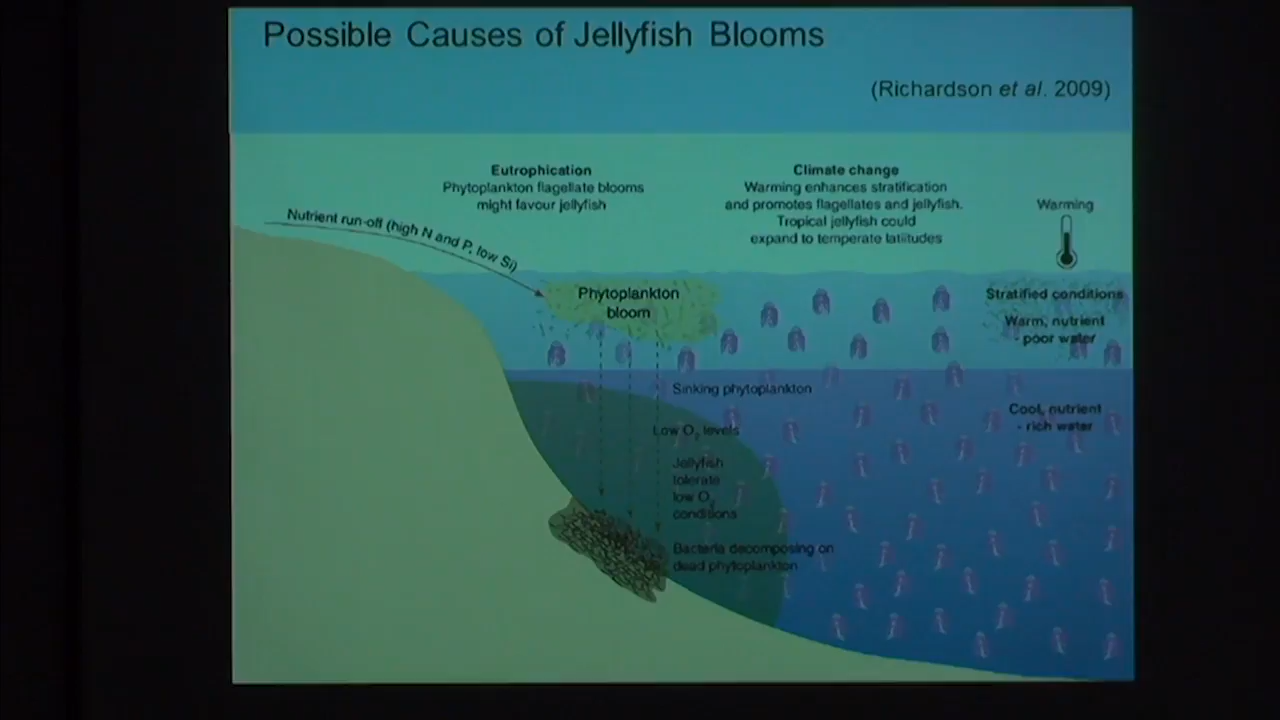 Possible Causes of Jellyfish Blooms
(Richardson et al. 2009)
Eutrophication
Phytoplankton flagellate blooms
might favour jellyfish
Climate change
Warming enhances stratification
and promotes flagellates and jellyfish.
Tropical jellyfish could
expand to temperate latiitudes
Warming
Nutrient run-off (high N and P, low Si)
Phytoplankton
bloom
Stratified conditions
Warm, nutrient
- poor water
Sinking phytoplankton
Cool, nutrient
- rich water
Low O₂ levels
Jellyfish
tolerate
low O₂
conditions
Bacteria decomposing on
dead phytoplankton